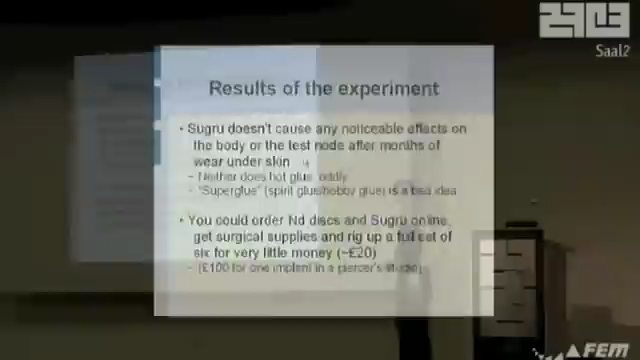 29C3
Saal2
Results of the experiment
• Sugru doesn't cause any noticeable effects on
the body or the test node after months of
wear under skin
– Neither does hot glue, oddly
– "Superglue" (spirit glue/hobby glue) is a bad idea
• You could order Nd discs and Sugru online,
get surgical supplies and rig up a full set of
six for very little money (~£20)
– (£100 for one implant in a piercer's studio)
FEM